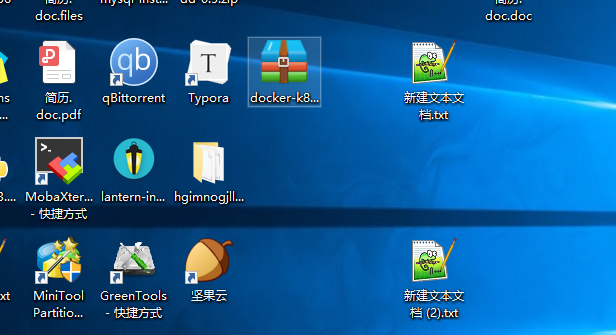 简历.
doc.files
mysql-inst...
dd-0.5.zip
简历.
doc.doc
ns
...
简历.
doc.pdf
qBittorrent
Typora
docker-k8...
新建文本文
档.txt
3....
MobaXter...
- 快捷方式
lantern-in...
hgimnogjll...
xt
MiniTool
Partitio...
GreenTools
- 快捷方式
坚果云
新建文本文
档 (2).txt